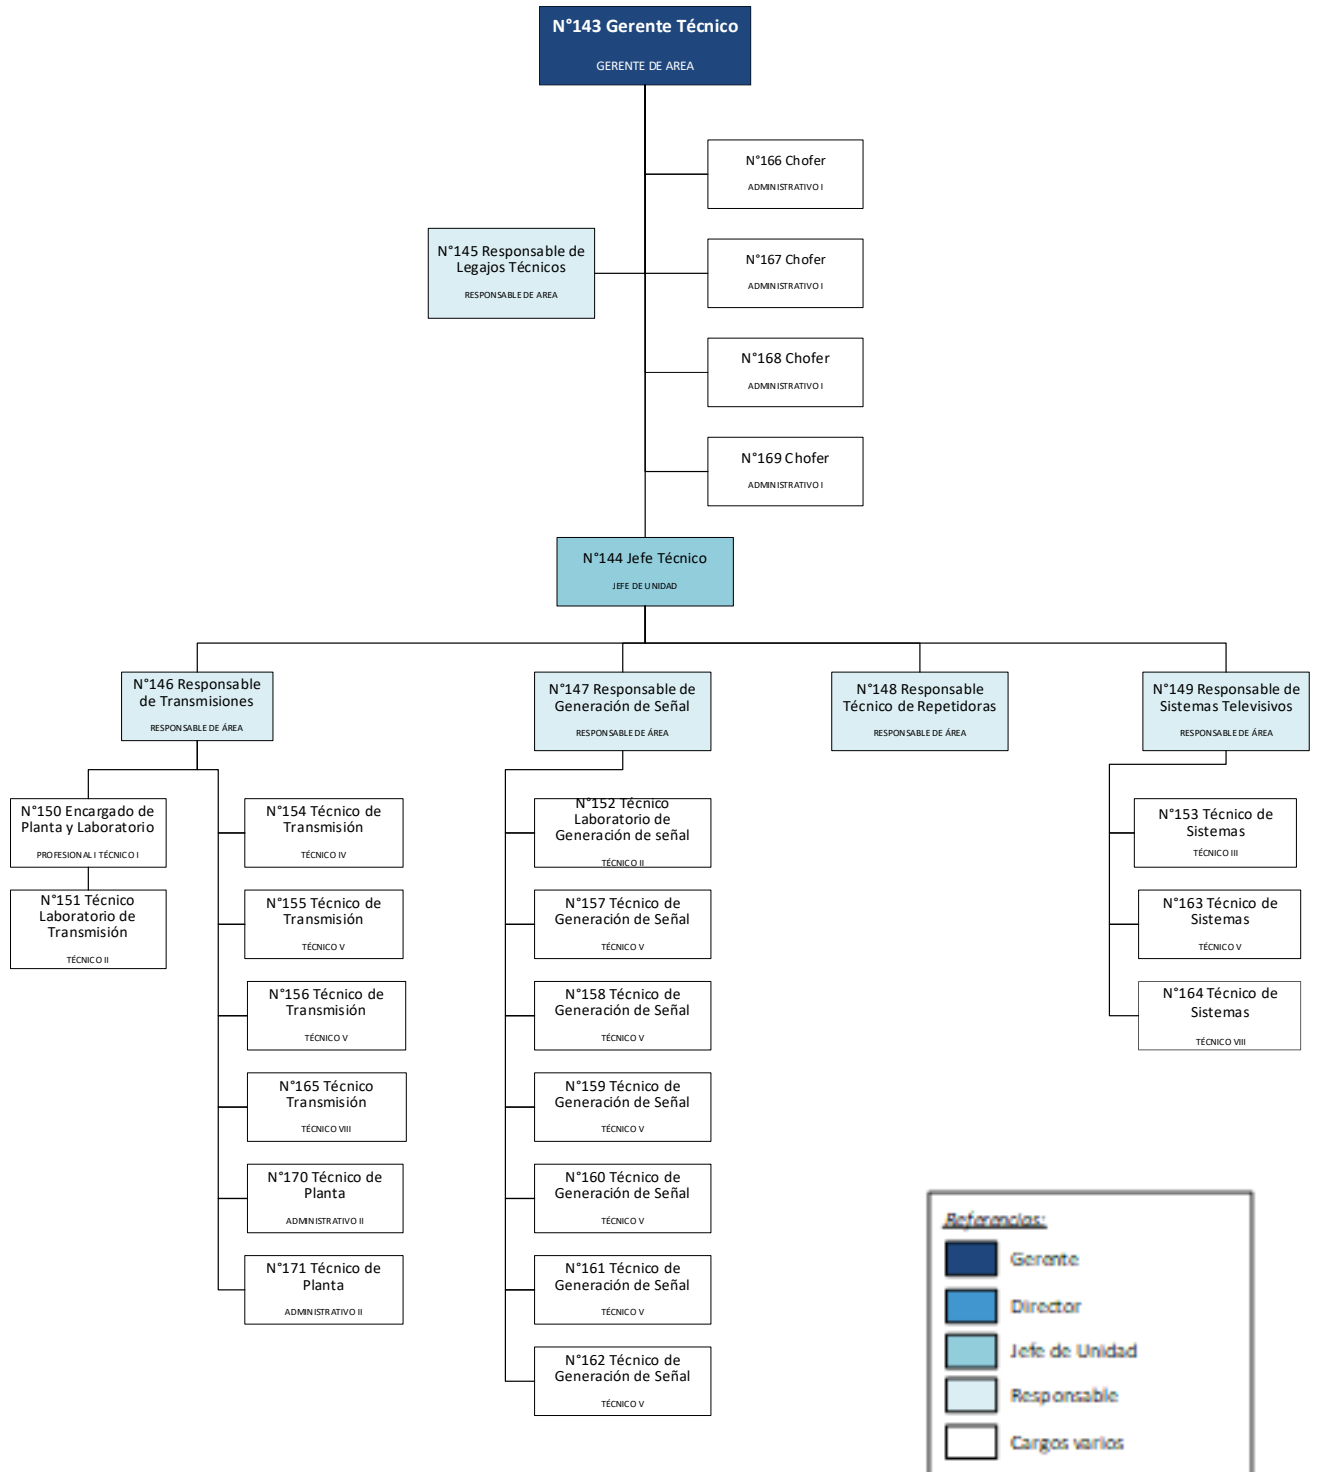 N°143 Gerente Técnico
GERENTE DE AREA
N°166 Chofer
ADMINISTRATIVO I
N°145 Responsable de
Legajos Técnicos
RESPONSABLE DE AREA
N°167 Chofer
ADMINISTRATIVO I
N°168 Chofer
ADMINISTRATIVO I
N°169 Chofer
ADMINISTRATIVO I
N°144 Jefe Técnico
JEFE DE UNIDAD
N°146 Responsable
de Transmisiones
RESPONSABLE DE ÁREA
N°147 Responsable de
Generación de Señal
RESPONSABLE DE ÁREA
N°148 Responsable
Técnico de Repetidoras
RESPONSABLE DE ÁREA
N°149 Responsable de
Sistemas Televisivos
RESPONSABLE DE ÁREA
N°150 Encargado de
Planta y Laboratorio
PROFESIONAL I TÉCNICO I
N°151 Técnico
Laboratorio de
Transmisión
TÉCNICO II
N°154 Técnico de
Transmisión
TÉCNICO IV
N°155 Técnico de
Transmisión
TÉCNICO V
N°156 Técnico de
Transmisión
TÉCNICO V
N°165 Técnico
Transmisión
TÉCNICO VIII
N°170 Técnico de
Planta
ADMINISTRATIVO II
N°171 Técnico de
Planta
ADMINISTRATIVO II
N°152 Técnico
Laboratorio de
Generación de señal
TÉCNICO II
N°157 Técnico de
Generación de Señal
TÉCNICO V
N°158 Técnico de
Generación de Señal
TÉCNICO V
N°159 Técnico de
Generación de Señal
TÉCNICO V
N°160 Técnico de
Generación de Señal
TÉCNICO V
N°161 Técnico de
Generación de Señal
TÉCNICO V
N°162 Técnico de
Generación de Señal
TÉCNICO V
N°153 Técnico de
Sistemas
TÉCNICO III
N°163 Técnico de
Sistemas
TÉCNICO V
N°164 Técnico de
Sistemas
TÉCNICO VIII
Referencias:
Gerente
Director
Jefe de Unidad
Responsable
Cargos varios